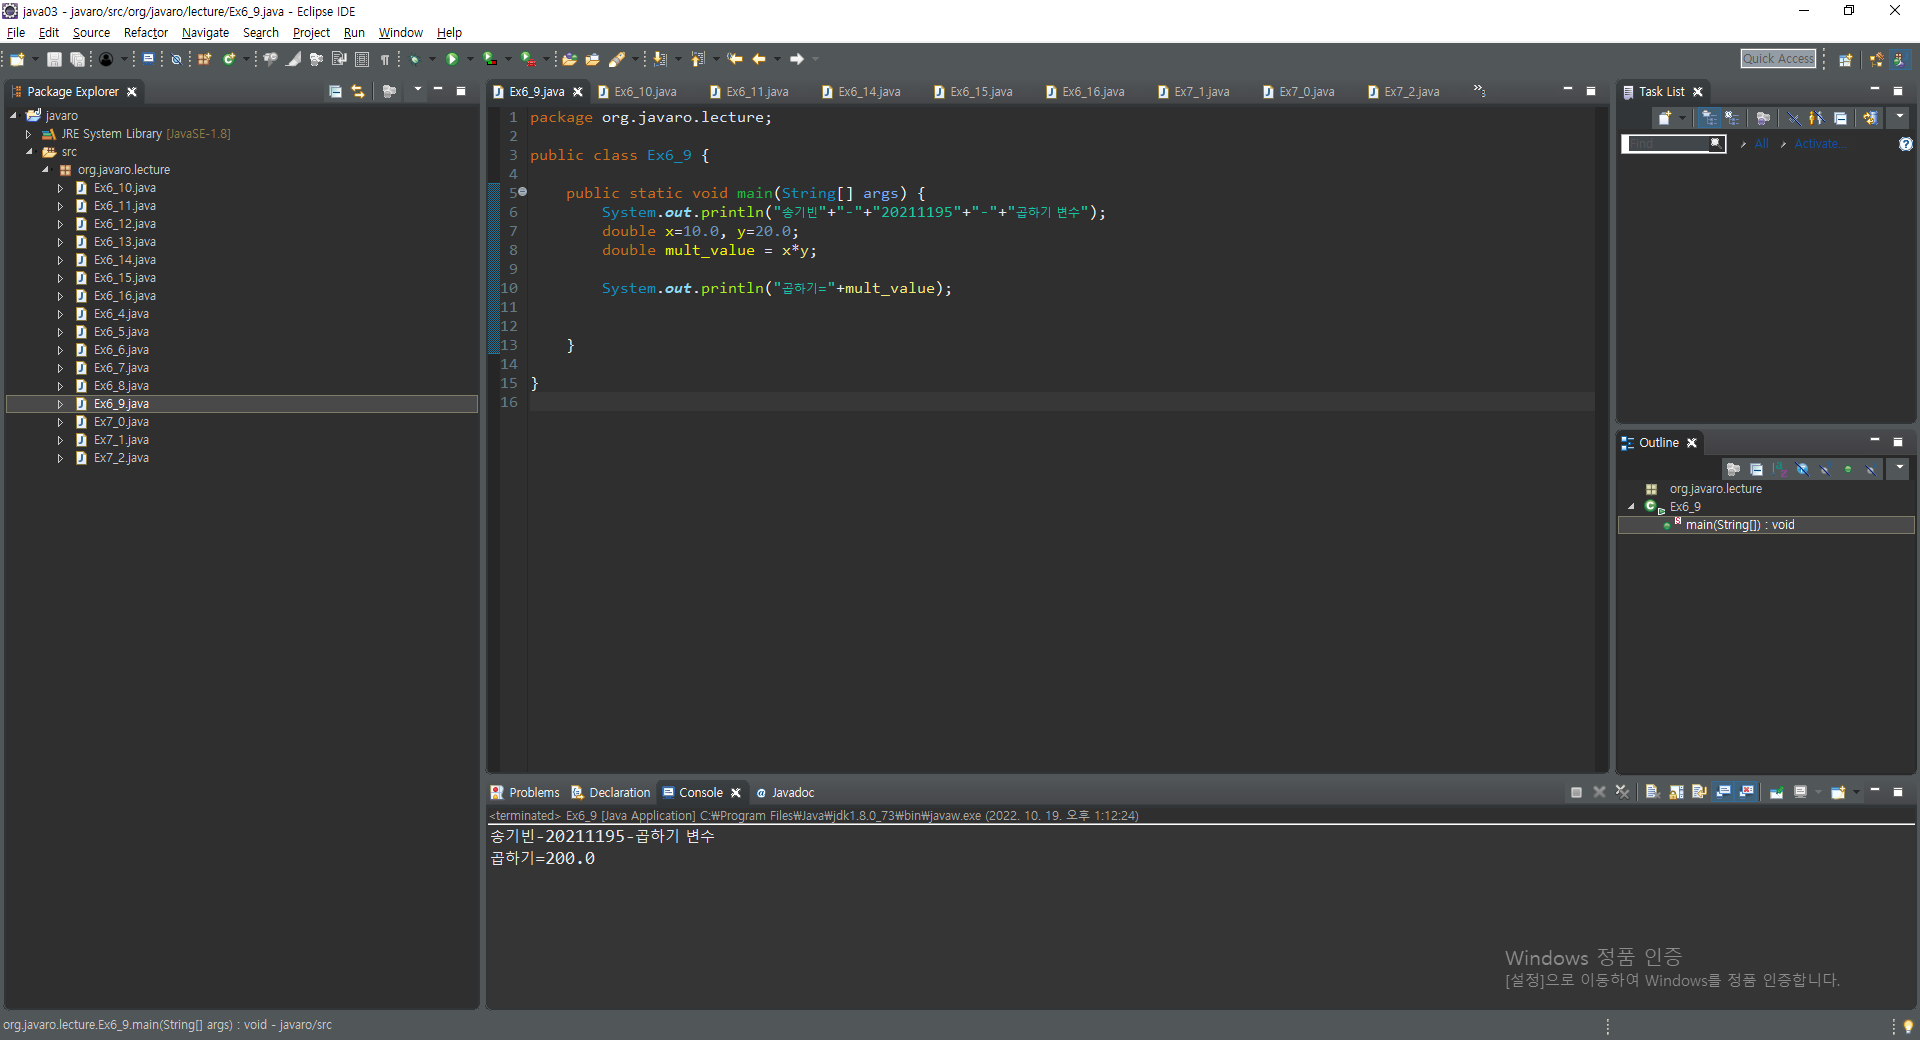 java03 - javaro/src/org/javaro/lecture/Ex6_9.java - Eclipse IDE
File Edit Source Refactor Navigate Search Project Run Window Help
Quick Access
Package Explorer
javaro
JRE System Library [JavaSE-1.8]
src
org.javaro.lecture
Ex6_10.java
Ex6_11.java
Ex6_12.java
Ex6_13.java
Ex6_14.java
Ex6_15.java
Ex6_16.java
Ex6_4.java
Ex6_5.java
Ex6_6.java
Ex6_7.java
Ex6_8.java
Ex6_9.java
Ex7_0.java
Ex7_1.java
Ex7_2.java
Ex6_9.java Ex6_10.java Ex6_11.java Ex6_14.java Ex6_15.java Ex6_16.java Ex7_1.java Ex7_0.java Ex7_2.java »3
1 package org.javaro.lecture;
2
3 public class Ex6_9 {
4
5 public static void main(String[] args) {
6 System.out.println("송기빈"+"-"+"20211195"+"-"+"곱하기 변수");
7 double x=10.0, y=20.0;
8 double mult_value = x*y;
9
10 System.out.println("곱하기="+mult_value);
11
12
13 }
14
15 }
16
Task List
Find All Activate...
Outline
org.javaro.lecture
Ex6_9
main(String[]) : void
Problems Declaration Console Javadoc
<terminated> Ex6_9 [Java Application] C:₩Program Files₩Java₩jdk1.8.0_73₩bin₩javaw.exe (2022. 10. 19. 오후 1:12:24)
송기빈-20211195-곱하기 변수
곱하기=200.0
Windows 정품 인증
[설정]으로 이동하여 Windows를 정품 인증합니다.
org.javaro.lecture.Ex6_9.main(String[] args) : void - javaro/src